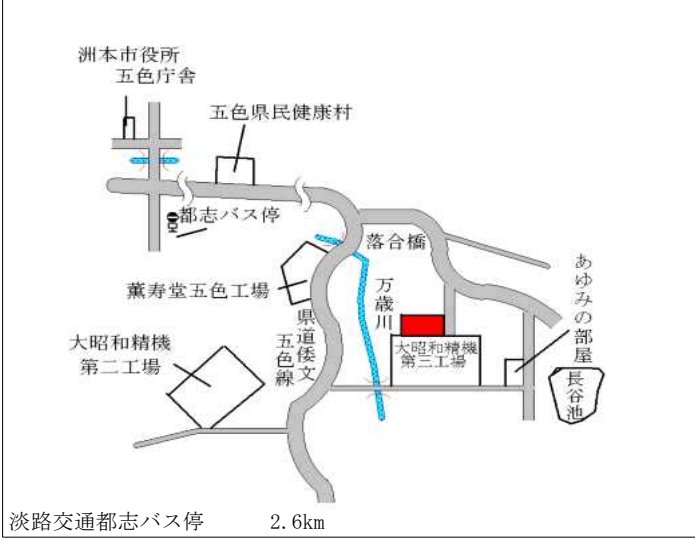 洲本市役所
五色庁舎
五色県民健康村
都志バス停
落合橋
薫寿堂五色工場
万歳川
あゆみの部屋
県道倭文
五色線
大昭和精機
第二工場
大昭和精機
第三工場
長谷池
淡路交通都志バス停 2.6km